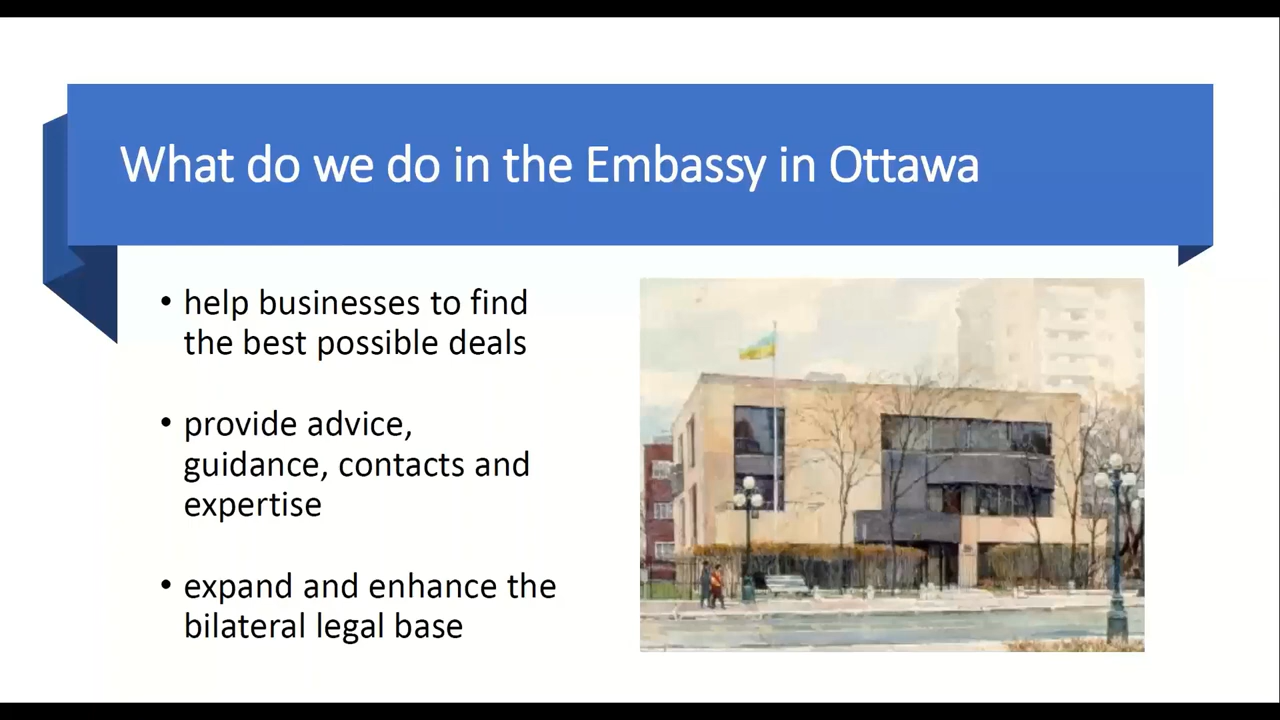 What do we do in the Embassy in Ottawa
• help businesses to find
the best possible deals
• provide advice,
guidance, contacts and
expertise
• expand and enhance the
bilateral legal base